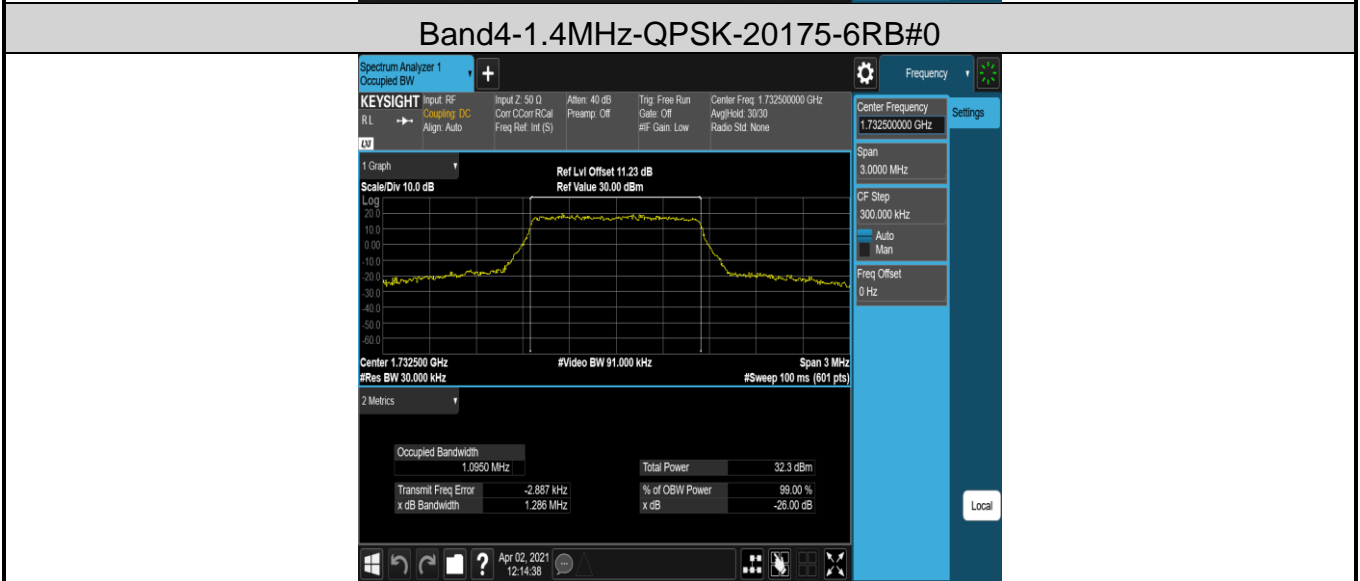 Band4-1.4MHz-QPSK-20175-6RB#0
Spectrum Analyzer 1
Occupied BW
+
Frequency
KEYSIGHT
RL
Input: RF
Coupling: DC
Align: Auto
Input Z: 50 Ω
Corr CCorr RCal
Freq Ref: Int (S)
Atten: 40 dB
Preamp: Off
Trig: Free Run
Gate: Off
#IF Gain: Low
Center Freq: 1.732500000 GHz
Avg|Hold: 30/30
Radio Std: None
Center Frequency
1.732500000 GHz
Settings
Span
3.0000 MHz
CF Step
300.000 kHz
Auto
Man
Freq Offset
0 Hz
1 Graph
Ref Lvl Offset 11.23 dB
Scale/Div 10.0 dB
Ref Value 30.00 dBm
Log
20.0
10.0
0.00
-10.0
-20.0
-30.0
-40.0
-50.0
-60.0
Center 1.732500 GHz
#Video BW 91.000 kHz
Span 3 MHz
#Res BW 30.000 kHz
#Sweep 100 ms (601 pts)
2 Metrics
Occupied Bandwidth
1.0950 MHz
Total Power 32.3 dBm
Transmit Freq Error -2.887 kHz
% of OBW Power 99.00 %
x dB Bandwidth 1.286 MHz
x dB -26.00 dB
Local
?
Apr 02, 2021
12:14:38